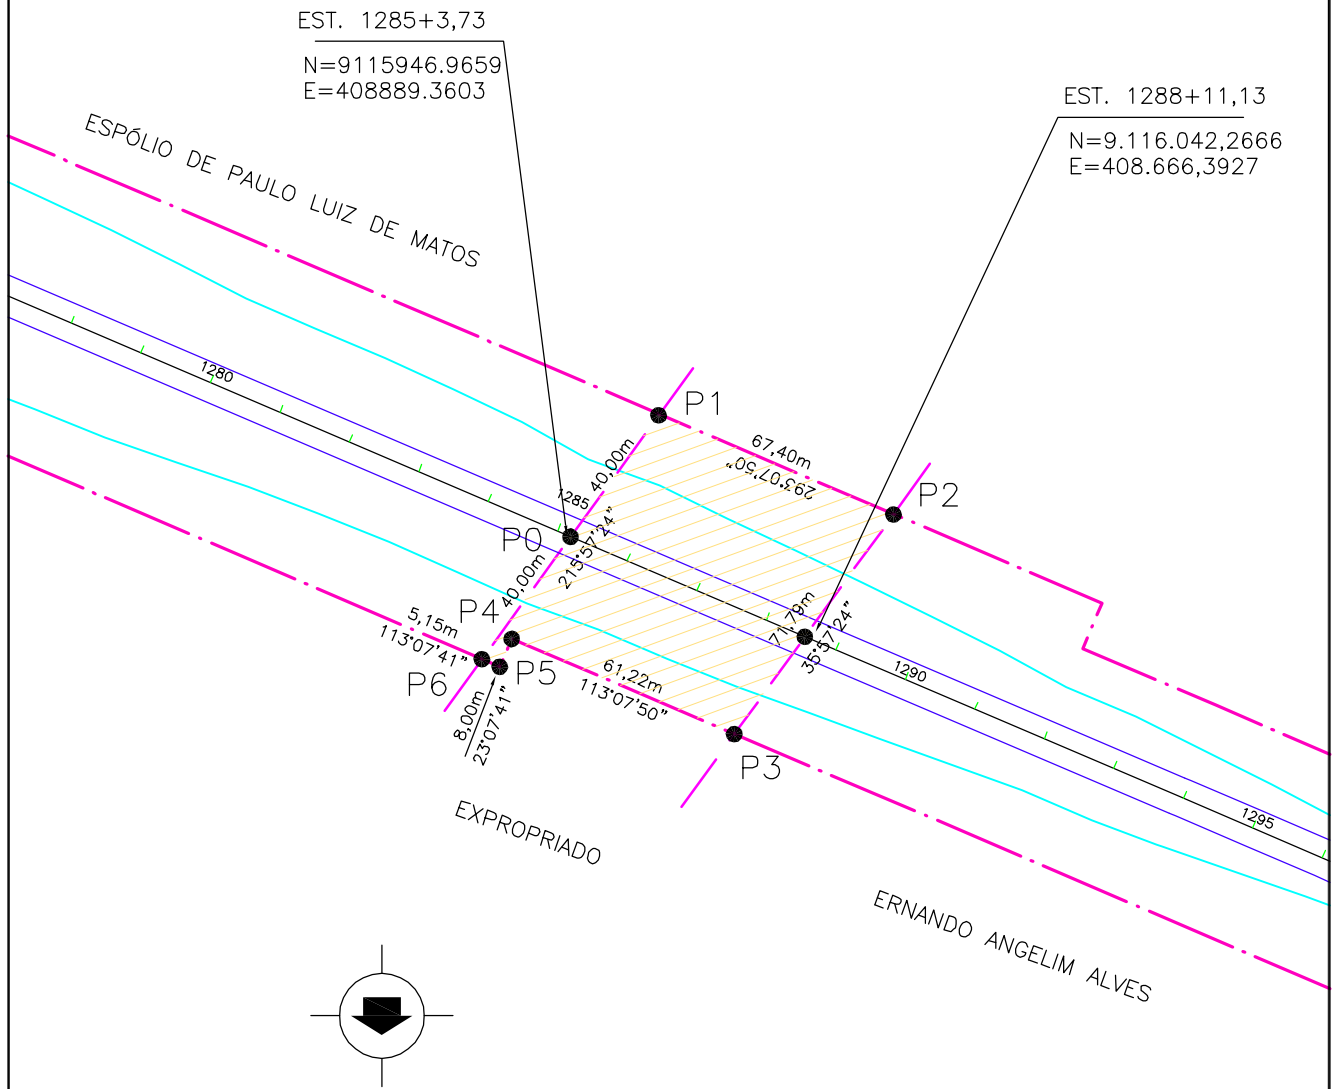 EST. 1285+3,73
N=9115946.9659
E=408889.3603
EST. 1288+11,13
N=9.116.042,2666
E=408.666,3927
ESPÓLIO DE PAULO LUIZ DE MATOS
1280
1285
P1
67,40m
293°07'50"
40,00m
P2
P0
215°57'24"
40,00m
P4
5,15m
113°07'41"
71,79m
35°57'24"
1290
P6
P5
61,22m
113°07'50"
8,00m
23°07'41"
P3
1295
EXPROPRIADO
ERNANDO ANGELIM ALVES